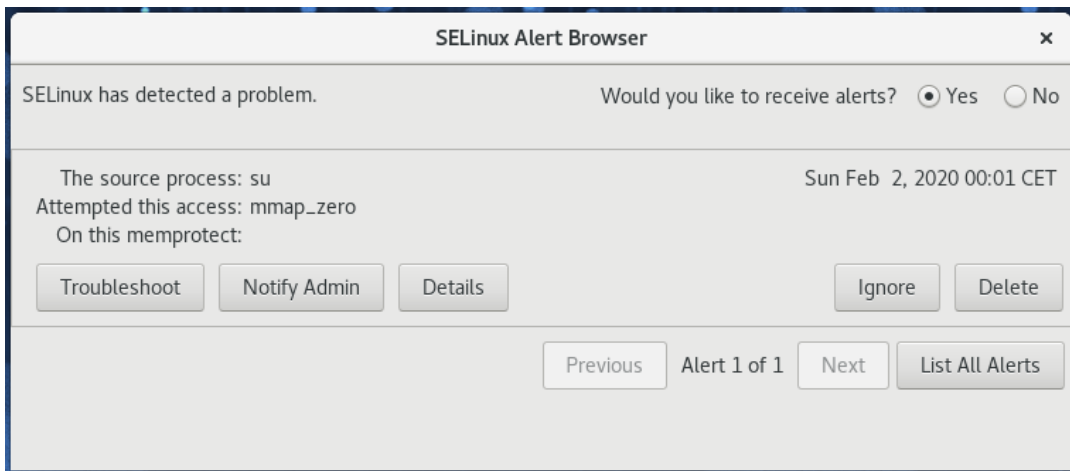 SELinux Alert Browser ×
SELinux has detected a problem. Would you like to receive alerts? Yes No
The source process: su Sun Feb 2, 2020 00:01 CET
Attempted this access: mmap_zero
On this memprotect:
Troubleshoot Notify Admin Details Ignore Delete
Previous Alert 1 of 1 Next List All Alerts